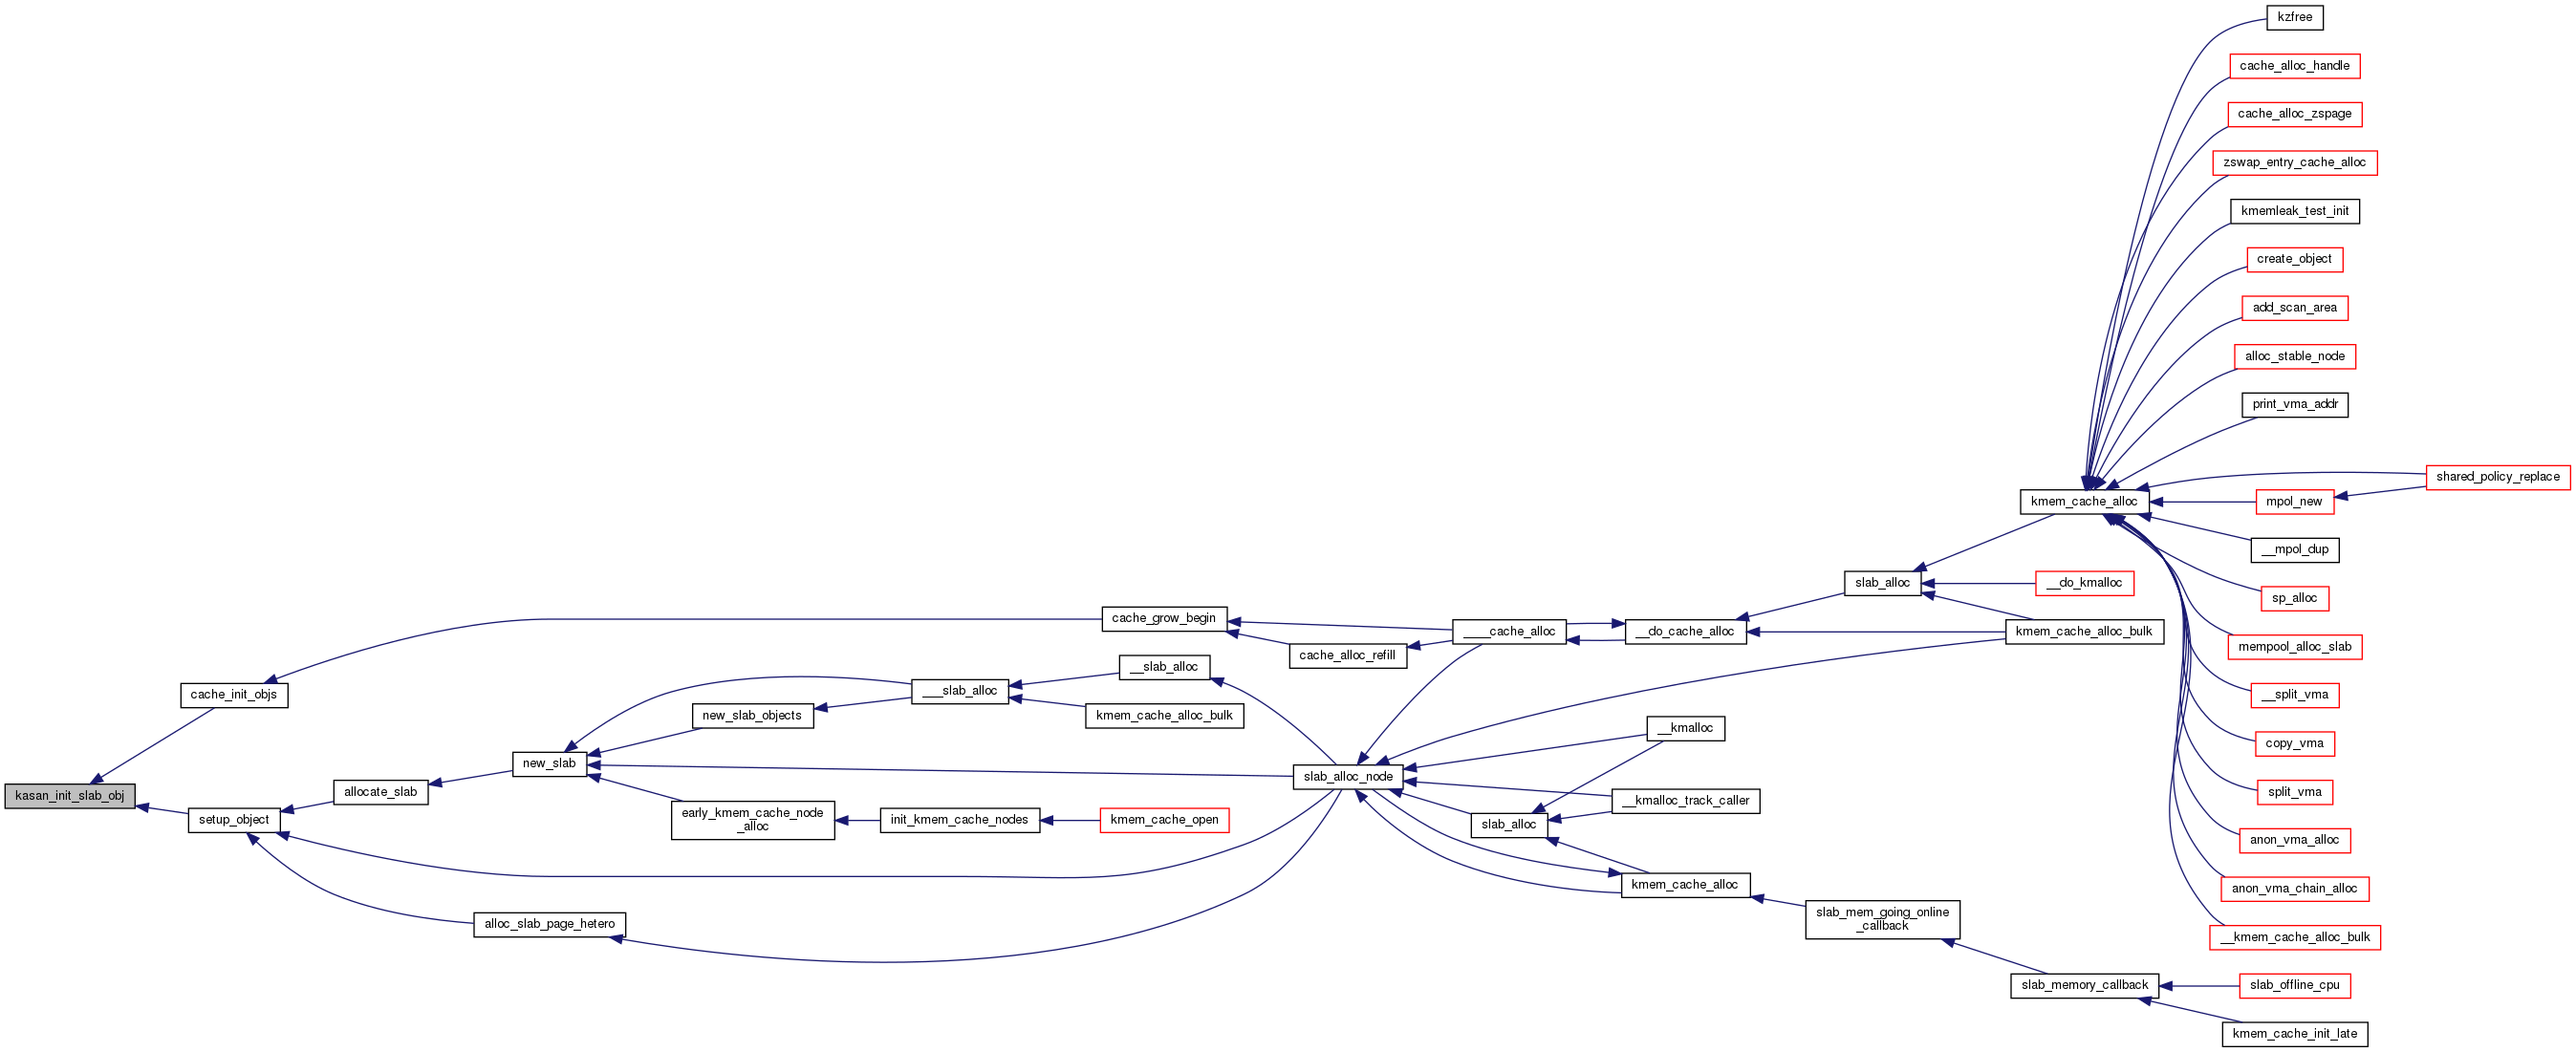 kzfree
cache_alloc_handle
cache_alloc_zspage
zswap_entry_cache_alloc
kmemleak_test_init
create_object
add_scan_area
alloc_stable_node
print_vma_addr
shared_policy_replace
kmem_cache_alloc
mpol_new
__mpol_dup
slab_alloc
__do_kmalloc
sp_alloc
cache_grow_begin
____cache_alloc
__do_cache_alloc
kmem_cache_alloc_bulk
mempool_alloc_slab
cache_alloc_refill
__slab_alloc
cache_init_objs
___slab_alloc
__split_vma
new_slab_objects
kmem_cache_alloc_bulk
__kmalloc
copy_vma
new_slab
slab_alloc_node
kasan_init_slab_obj
allocate_slab
split_vma
__kmalloc_track_caller
setup_object
early_kmem_cache_node
_alloc
init_kmem_cache_nodes
kmem_cache_open
slab_alloc
anon_vma_alloc
kmem_cache_alloc
anon_vma_chain_alloc
alloc_slab_page_hetero
slab_mem_going_online
_callback
__kmem_cache_alloc_bulk
slab_memory_callback
slab_offline_cpu
kmem_cache_init_late